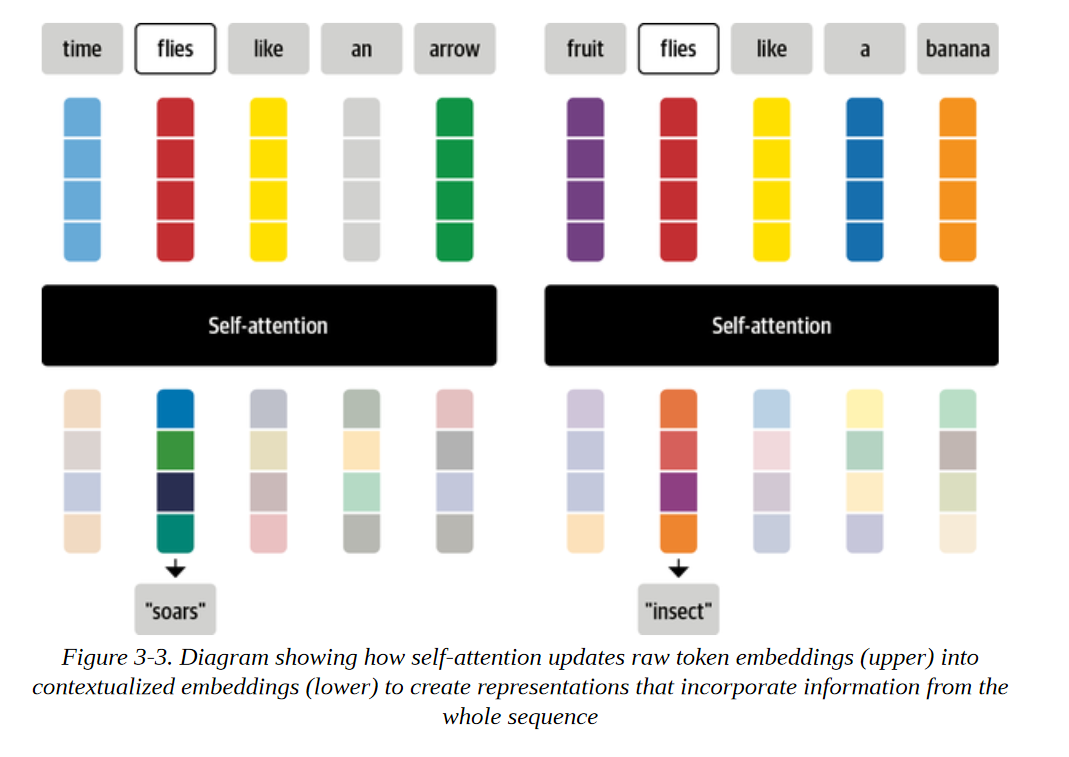 time flies like an arrow fruit flies like a banana
Self-attention Self-attention
"soars" "insect"
Figure 3-3. Diagram showing how self-attention updates raw token embeddings (upper) into
contextualized embeddings (lower) to create representations that incorporate information from the
whole sequence